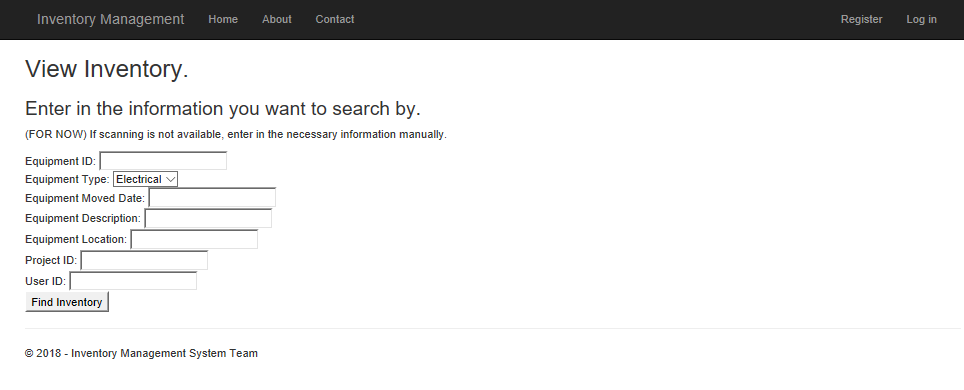 Inventory Management Home About Contact Register Log in
View Inventory.
Enter in the information you want to search by.
(FOR NOW) If scanning is not available, enter in the necessary information manually.
Equipment ID:
Equipment Type: Electrical
Equipment Moved Date:
Equipment Description:
Equipment Location:
Project ID:
User ID:
Find Inventory
© 2018 - Inventory Management System Team